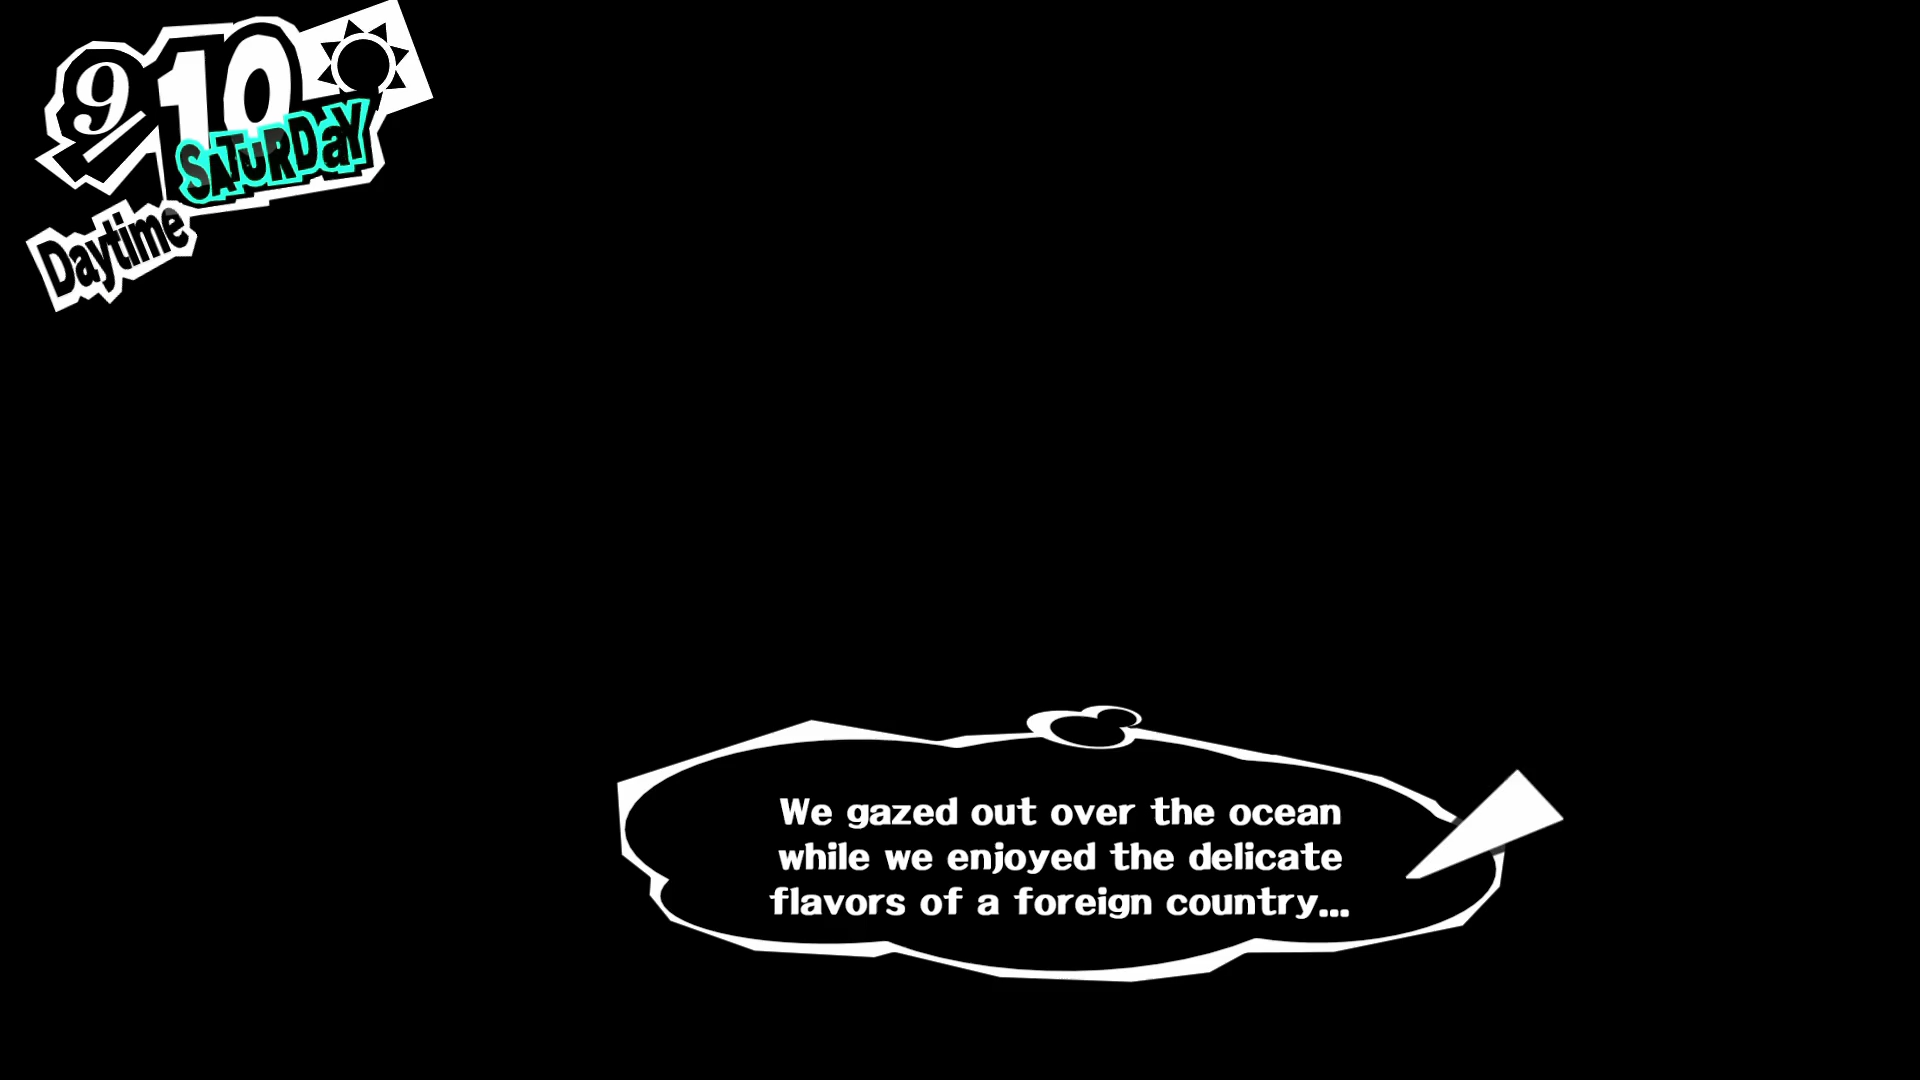 9/10
SATURDAY
Daytime
We gazed out over the ocean
while we enjoyed the delicate
flavors of a foreign country...